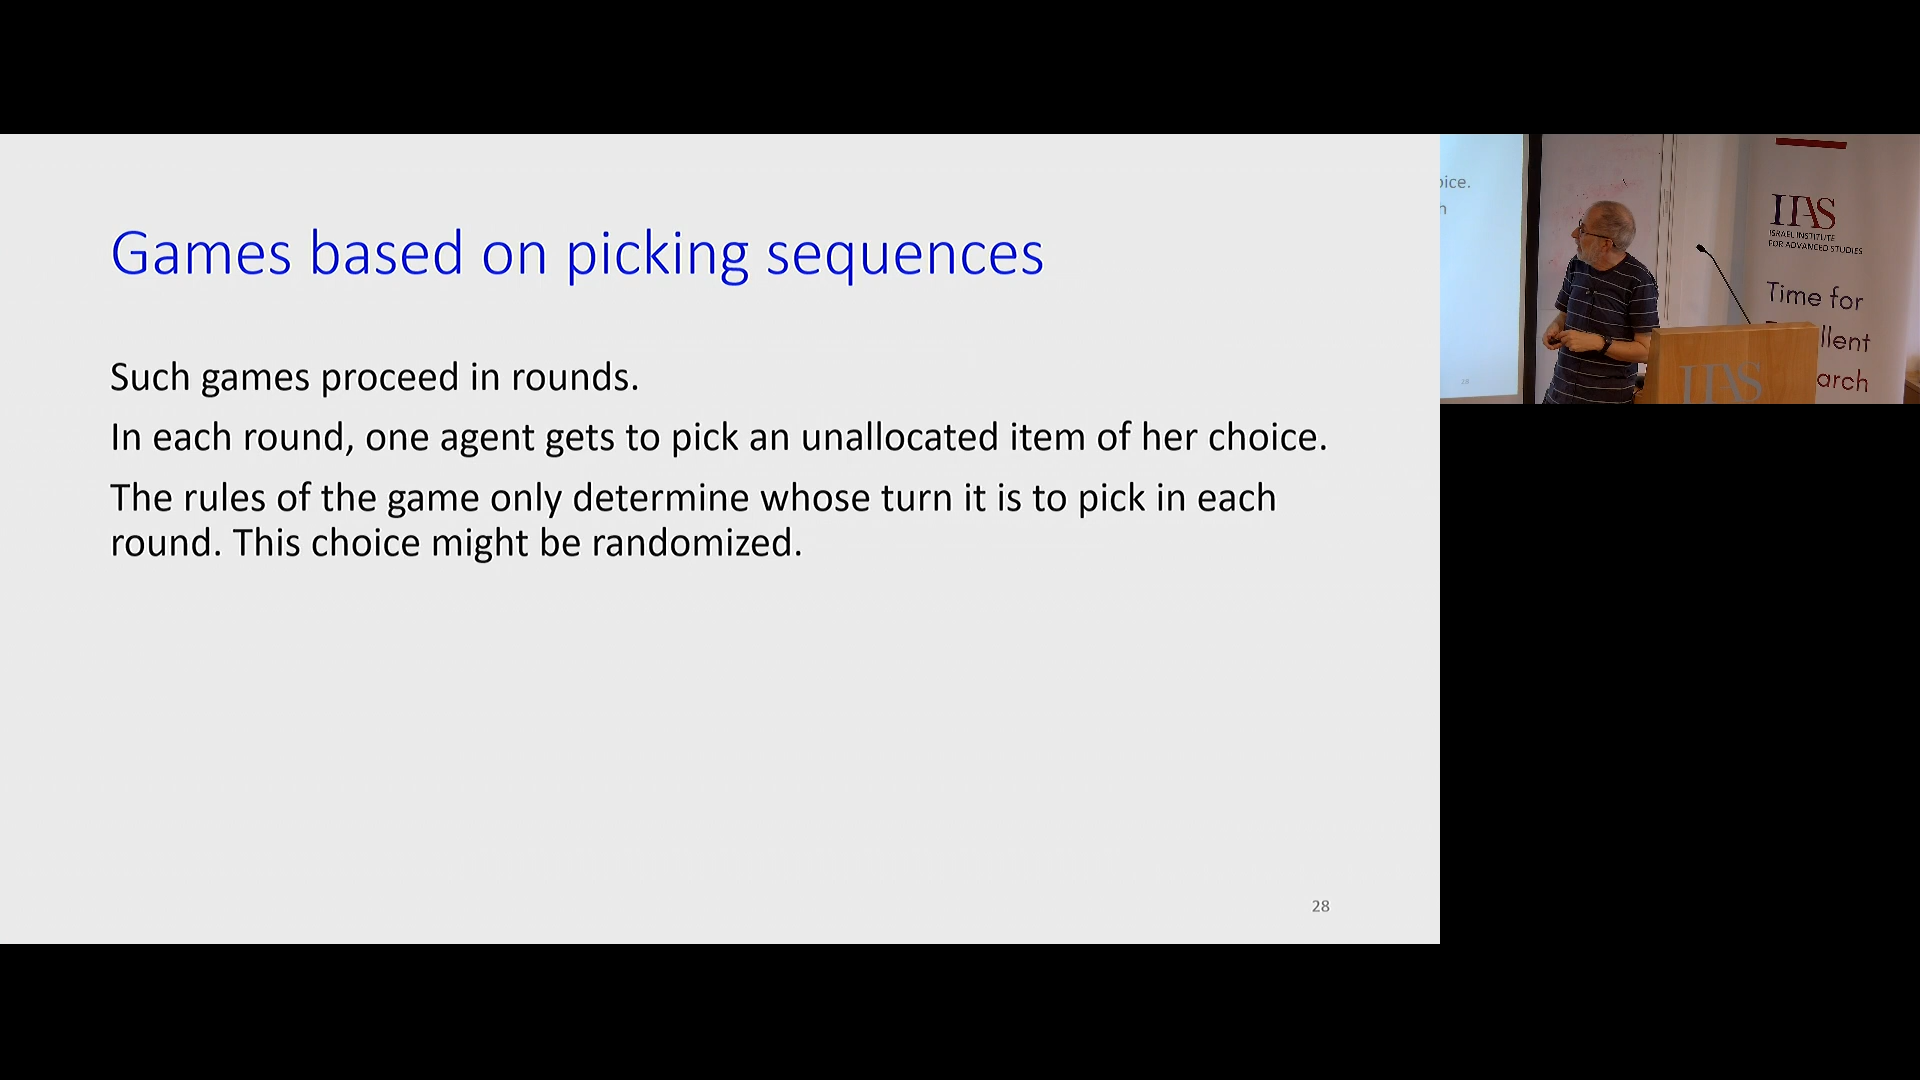 Games based on picking sequences
Such games proceed in rounds.
In each round, one agent gets to pick an unallocated item of her choice.
The rules of the game only determine whose turn it is to pick in each
round. This choice might be randomized.
28
oice.
n
28
IIAS
ISRAEL INSTITUTE
FOR ADVANCED STUDIES
Time for
llent
arch
IIAS